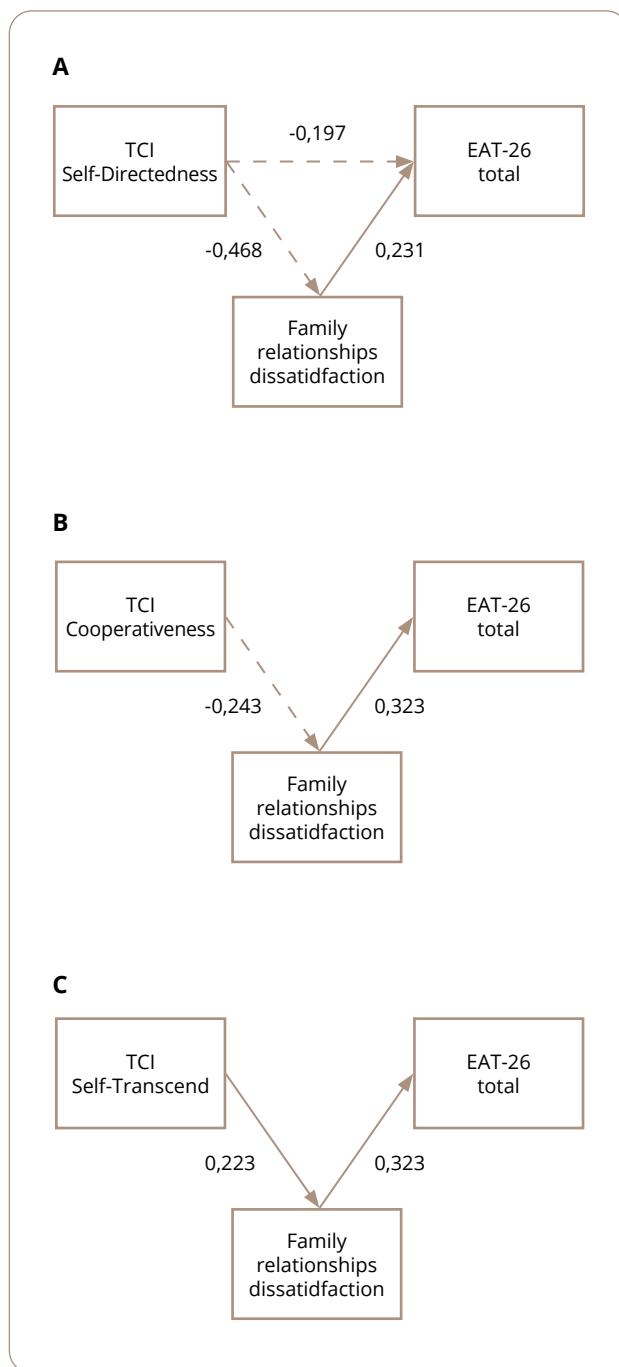 A
TCI
Self-Directedness
-0,197
EAT-26
total
-0,468
0,231
Family
relationships
dissatidfaction
B
TCI
Cooperativeness
EAT-26
total
-0,243
0,323
Family
relationships
dissatidfaction
C
TCI
Self-Transcend
EAT-26
total
0,223
0,323
Family
relationships
dissatidfaction